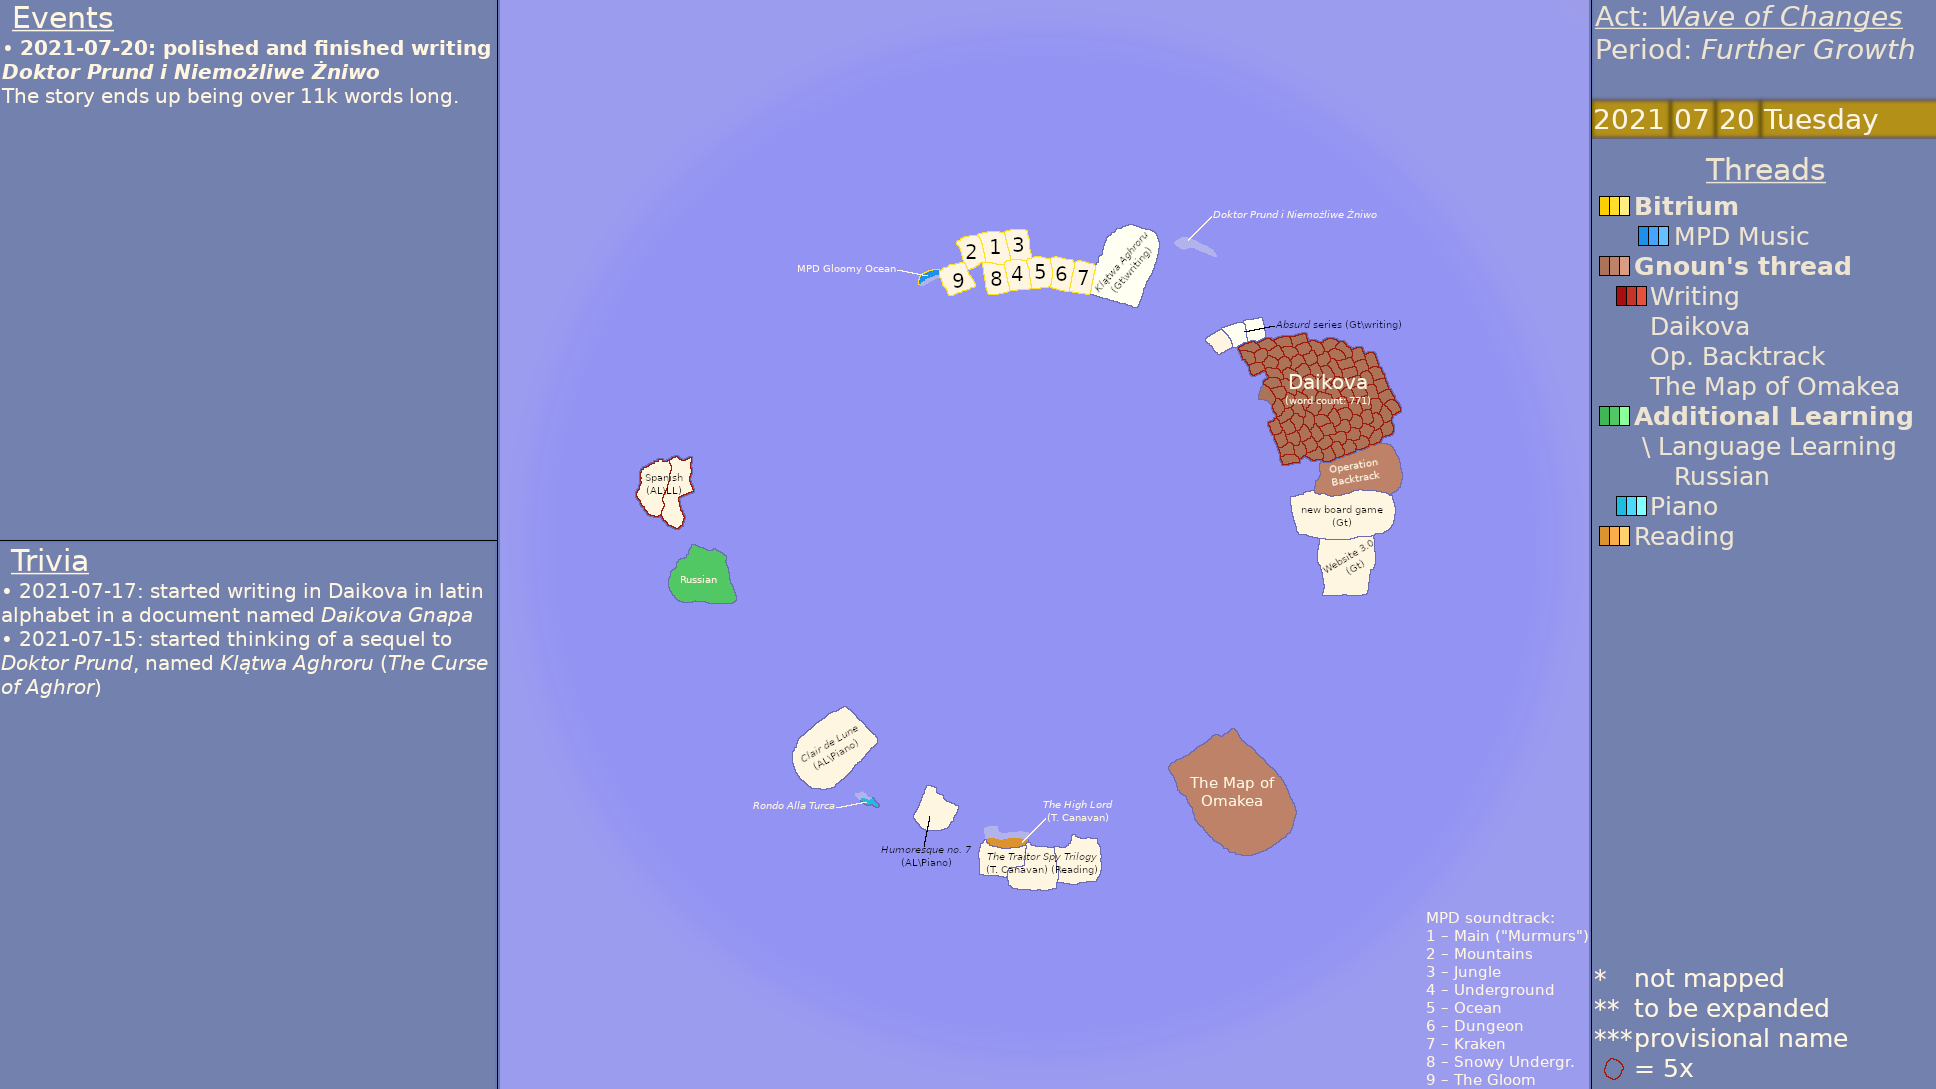 Events
• 2021-07-20: polished and finished writing
Doktor Prund i Niemożliwe Żniwo
The story ends up being over 11k words long.
Trivia
• 2021-07-17: started writing in Daikova in latin
alphabet in a document named Daikova Gnapa
• 2021-07-15: started thinking of a sequel to
Doktor Prund, named Klątwa Aghroru (The Curse
of Aghror)
Doktor Prund i Niemożliwe Żniwo
2 1 3
MPD Gloomy Ocean
9 8 4 5 6 7
Klątwa Aghroru
(Gt\writing)
Absurd series (Gt\writing)
Daikova
(word count: 771)
Operation
Backtrack
Spanish
(AL\LL)
new board game
(Gt)
Website 3.0
(Gt)
Russian
Clair de Lune
(AL\Piano)
Rondo Alla Turca
Humoresque no. 7
(AL\Piano)
The High Lord
(T. Canavan)
The Traitor Spy Trilogy
(T. Canavan) (Reading)
The Map of
Omakea
MPD soundtrack:
1 – Main ("Murmurs")
2 – Mountains
3 – Jungle
4 – Underground
5 – Ocean
6 – Dungeon
7 – Kraken
8 – Snowy Undergr.
9 – The Gloom
Act: Wave of Changes
Period: Further Growth
2021 07 20 Tuesday
Threads
Bitrium
MPD Music
Gnoun's thread
Writing
Daikova
Op. Backtrack
The Map of Omakea
Additional Learning
\ Language Learning
Russian
Piano
Reading
* not mapped
** to be expanded
*** provisional name
= 5x